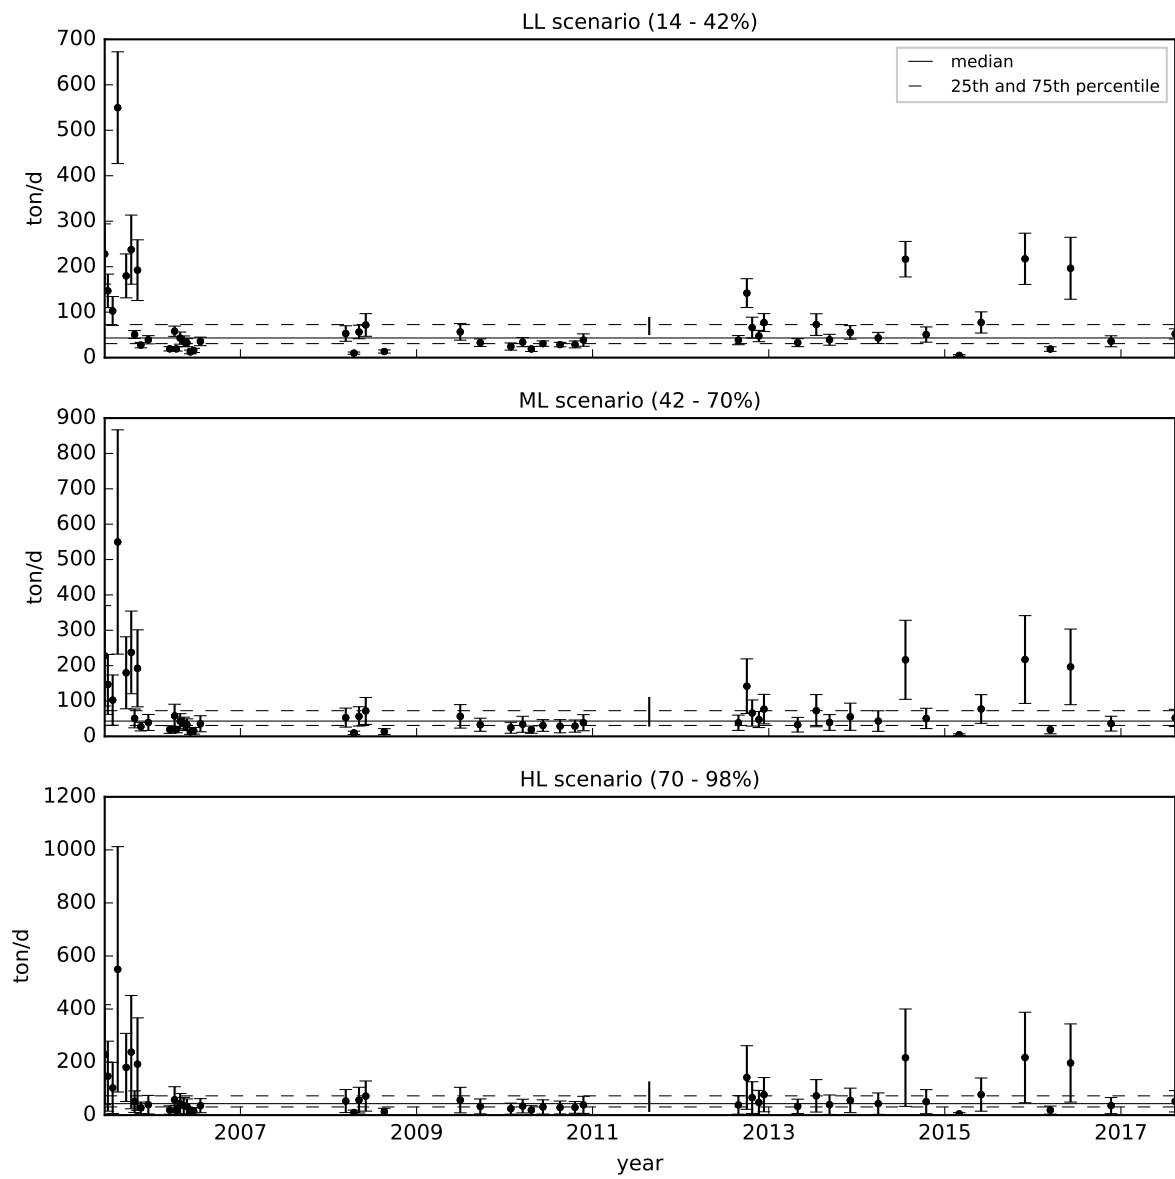 LL scenario (14 - 42%)
700
600
500
400
300
200
100
0
ton/d
median
25th and 75th percentile
ML scenario (42 - 70%)
900
800
700
600
500
400
300
200
100
0
ton/d
HL scenario (70 - 98%)
1200
1000
800
600
400
200
0
ton/d
2007 2009 2011 2013 2015 2017
year